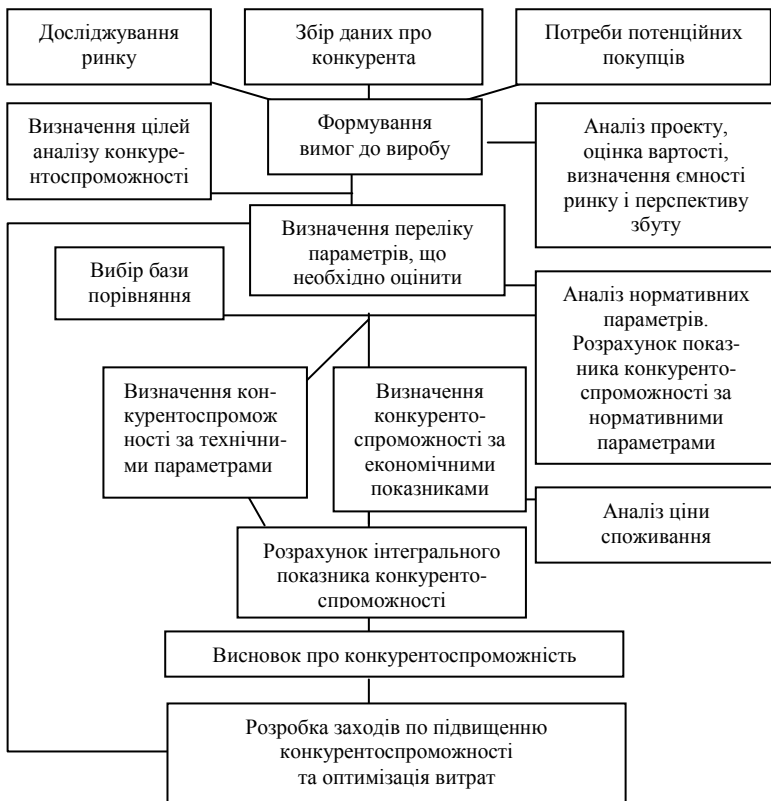 Досліджування
ринку
Збір даних про
конкурента
Потреби потенційних
покупців
Визначення цілей
аналізу конкуре-
нтоспроможності
Формування
вимог до виробу
Аналіз проекту,
оцінка вартості,
визначення ємності
ринку і перспективу
збуту
Визначення переліку
параметрів, що
необхідно оцінити
Вибір бази
порівняння
Аналіз нормативних
параметрів.
Розрахунок показ-
ника конкуренто-
спроможності за
нормативними
параметрами
Визначення кон-
курентоспромож
ності за технічни-
ми параметрами
Визначення
конкуренто-
спроможності за
економічними
показниками
Аналіз ціни
споживання
Розрахунок інтегрального
показника конкуренто-
спроможності
Висновок про конкурентоспроможність
Розробка заходів по підвищенню
конкурентоспроможності
та оптимізація витрат